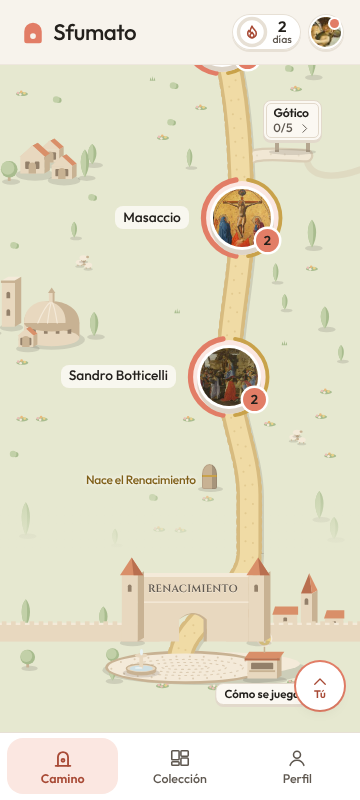 Sfumato
2
días
Gótico
0/5
Masaccio
2
Sandro Botticelli
2
Nace el Renacimiento
RENACIMIENTO
Cómo se juega
Tú
Camino
Colección
Perfil